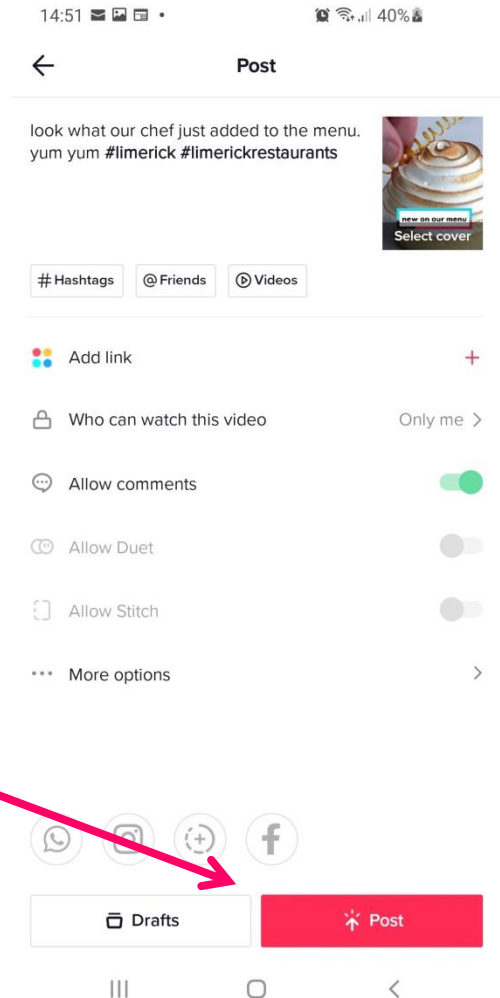 14:51 40%
Post
look what our chef just added to the menu.
yum yum #limerick #limerickrestaurants
new on our menu
Select cover
# Hashtags @ Friends Videos
Add link +
Who can watch this video Only me >
Allow comments
Allow Duet
Allow Stitch
More options >
Drafts Post